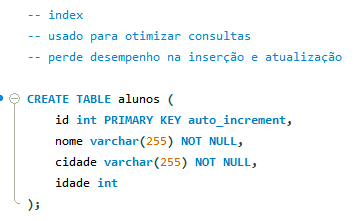 -- index
-- usado para otimizar consultas
-- perde desempenho na inserção e atualização
CREATE TABLE alunos (
id int PRIMARY KEY auto_increment,
nome varchar(255) NOT NULL,
cidade varchar(255) NOT NULL,
idade int
);